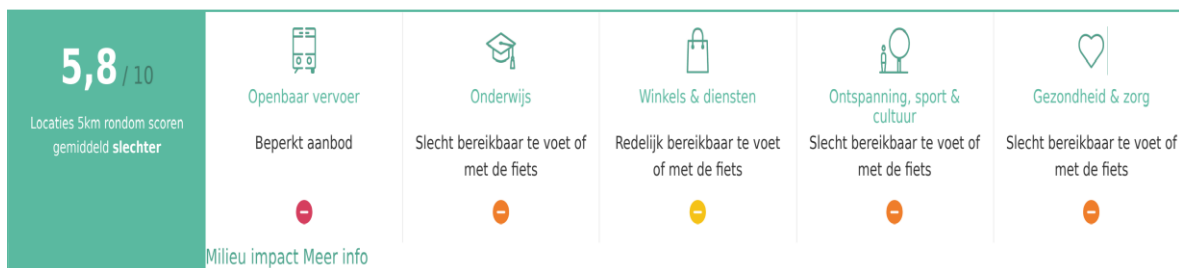 5,8 / 10
Locaties 5km rondom scoren
gemiddeld slechter
Openbaar vervoer
Beperkt aanbod
Onderwijs
Slecht bereikbaar te voet of
met de fiets
Winkels & diensten
Redelijk bereikbaar te voet
of met de fiets
Ontspanning, sport &
cultuur
Slecht bereikbaar te voet of
met de fiets
Gezondheid & zorg
Slecht bereikbaar te voet of
met de fiets
Milieu impact Meer info